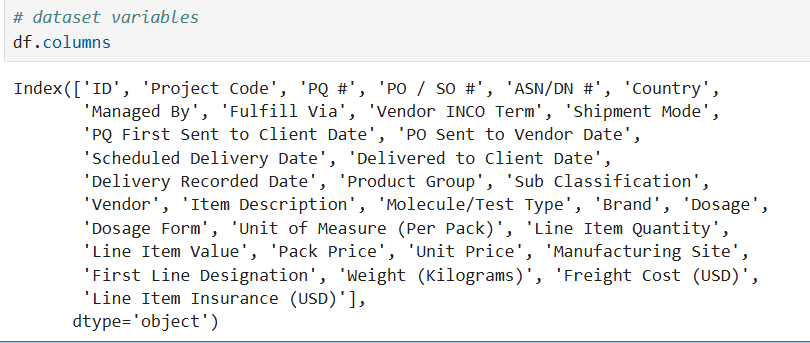 # dataset variables
df.columns
Index(['ID', 'Project Code', 'PQ #', 'PO / SO #', 'ASN/DN #', 'Country',
'Managed By', 'Fulfill Via', 'Vendor INCO Term', 'Shipment Mode',
'PQ First Sent to Client Date', 'PO Sent to Vendor Date',
'Scheduled Delivery Date', 'Delivered to Client Date',
'Delivery Recorded Date', 'Product Group', 'Sub Classification',
'Vendor', 'Item Description', 'Molecule/Test Type', 'Brand', 'Dosage',
'Dosage Form', 'Unit of Measure (Per Pack)', 'Line Item Quantity',
'Line Item Value', 'Pack Price', 'Unit Price', 'Manufacturing Site',
'First Line Designation', 'Weight (Kilograms)', 'Freight Cost (USD)',
'Line Item Insurance (USD)'],
dtype='object')